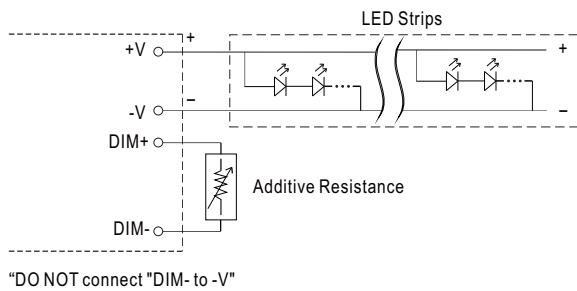 LED Strips
+V
+
+
-V
−
−
DIM+
Additive Resistance
DIM-
“DO NOT connect "DIM- to -V"